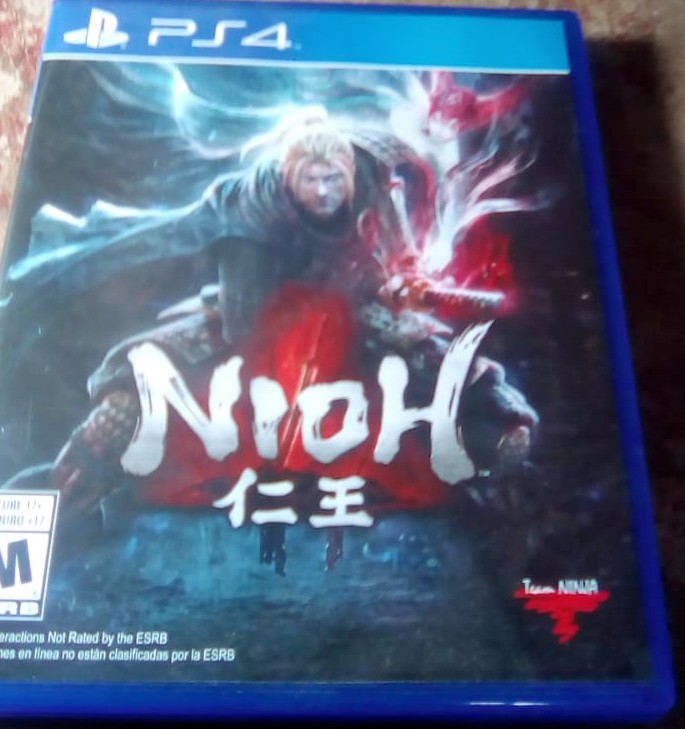 PS4
NIOH
仁王
M
Team NINJA
eractions Not Rated by the ESRB
nes en línea no están clasificadas por la ESRB